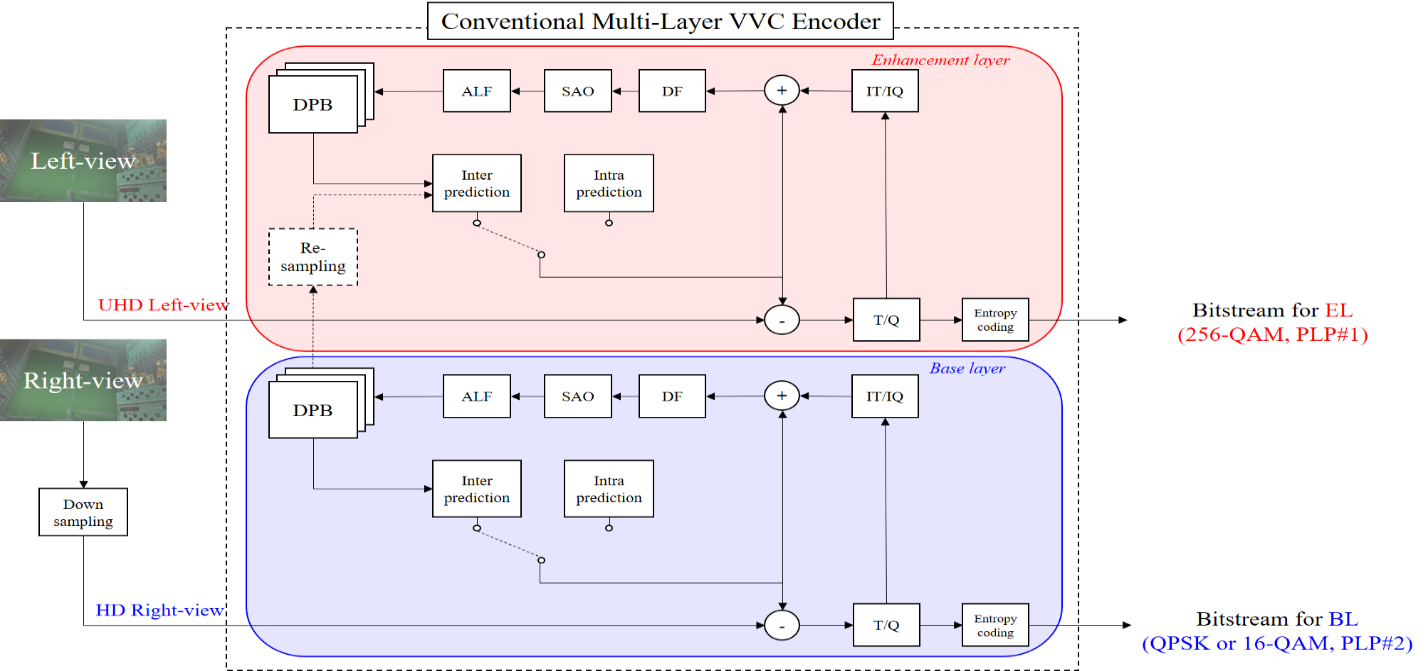 Conventional Multi-Layer VVC Encoder
Enhancement layer
DPB
ALF
SAO
DF
+
IT/IQ
Left-view
Inter
prediction
Intra
prediction
Re-
sampling
UHD Left-view
-
T/Q
Entropy
coding
Bitstream for EL
(256-QAM, PLP#1)
Right-view
Base layer
DPB
ALF
SAO
DF
+
IT/IQ
Inter
prediction
Intra
prediction
Down
sampling
HD Right-view
-
T/Q
Entropy
coding
Bitstream for BL
(QPSK or 16-QAM, PLP#2)